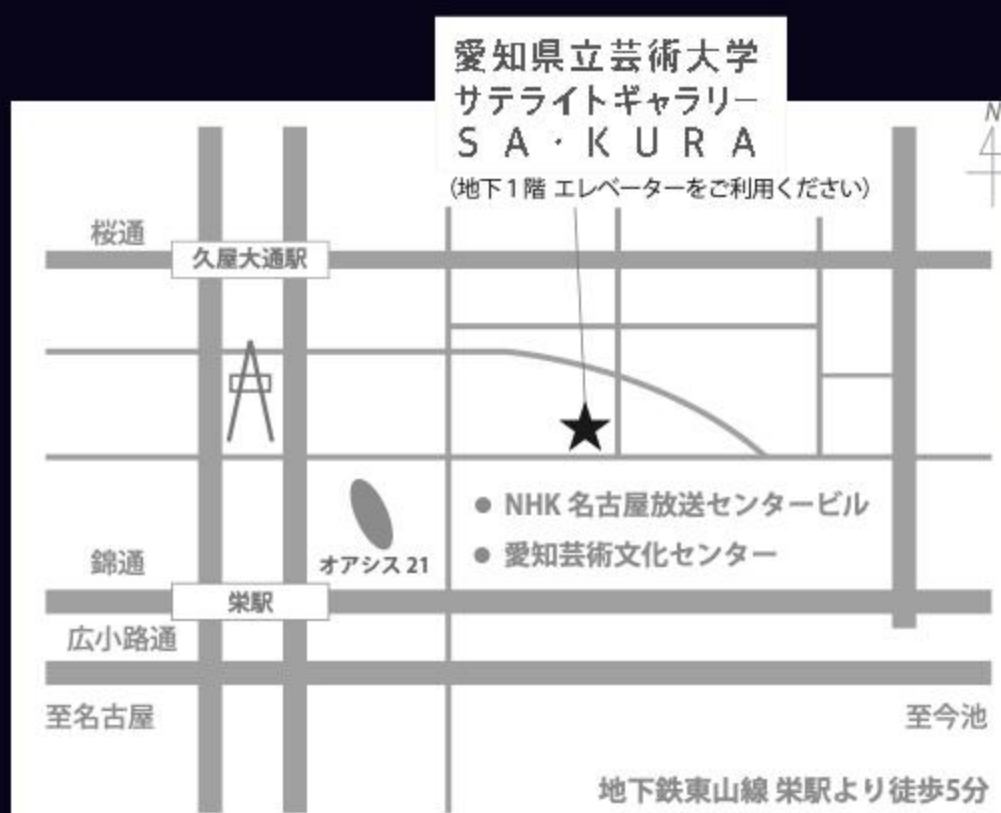 愛知県立芸術大学
サテライトギャラリー
SA・KURA
(地下1階 エレベーターをご利用ください)
N
桜通
久屋大通駅
NHK 名古屋放送センタービル
愛知芸術文化センター
オアシス 21
錦通
栄駅
広小路通
至名古屋
至今池
地下鉄東山線 栄駅より徒歩5分